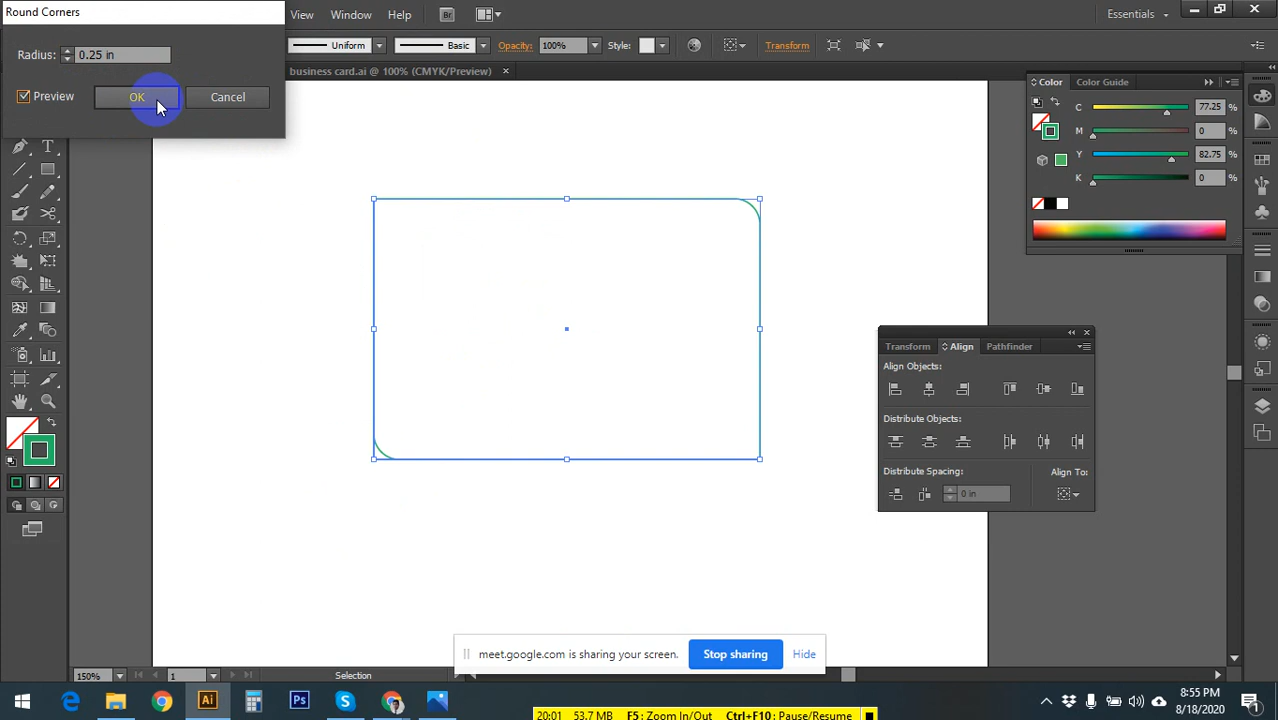 Round Corners
View Window Help Br Essentials
Radius: 0.25 in
Uniform Basic Opacity: 100% Style: Transform
business card.ai @ 100% (CMYK/Preview) ×
Color Color Guide
Preview OK Cancel
C 77.25 %
M 0 %
Y 82.75 %
K 0 %
Transform Align Pathfinder
Align Objects:
Distribute Objects:
Distribute Spacing: Align To:
0 in
meet.google.com is sharing your screen. Stop sharing Hide
150% 1 Selection
Ai Ps
8:55 PM
8/18/2020
1
20:01 53.7 MB F5: Zoom In/Out Ctrl+F10: Pause/Resume